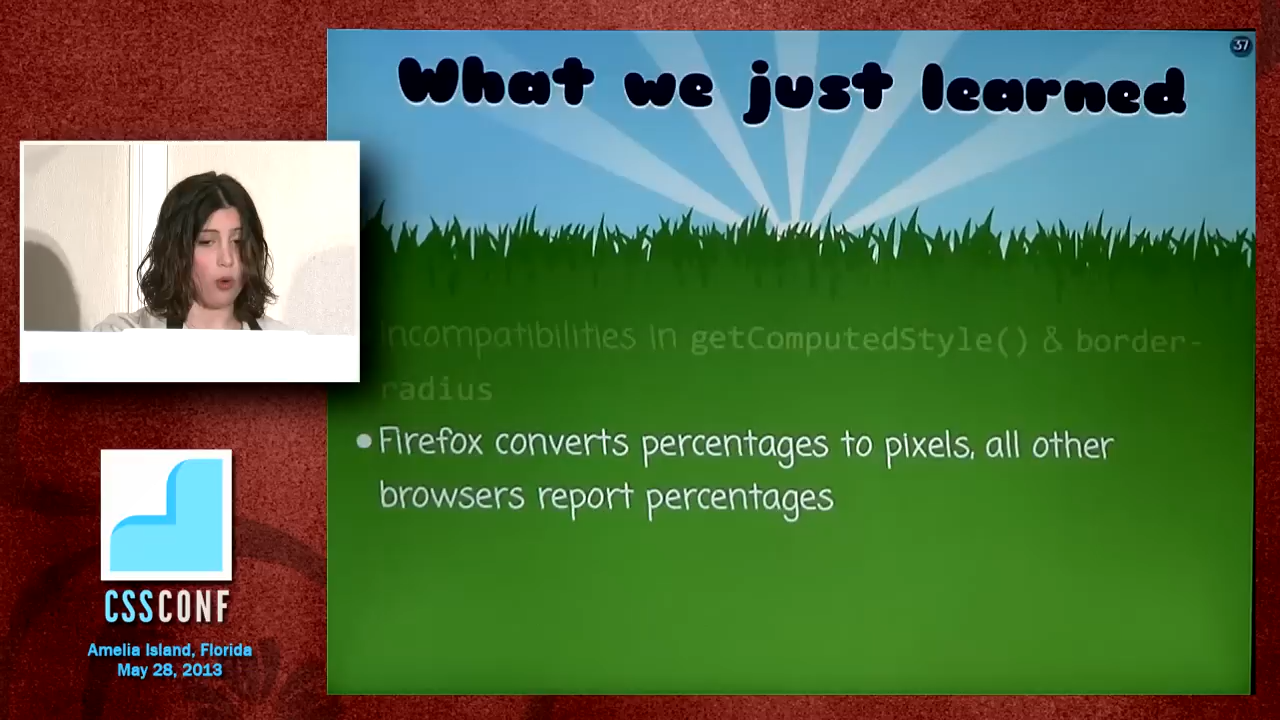 37
What we just learned
incompatibilities in getComputedStyle() & border-
radius
Firefox converts percentages to pixels, all other
browsers report percentages
CSSCONF
Amelia Island, Florida
May 28, 2013